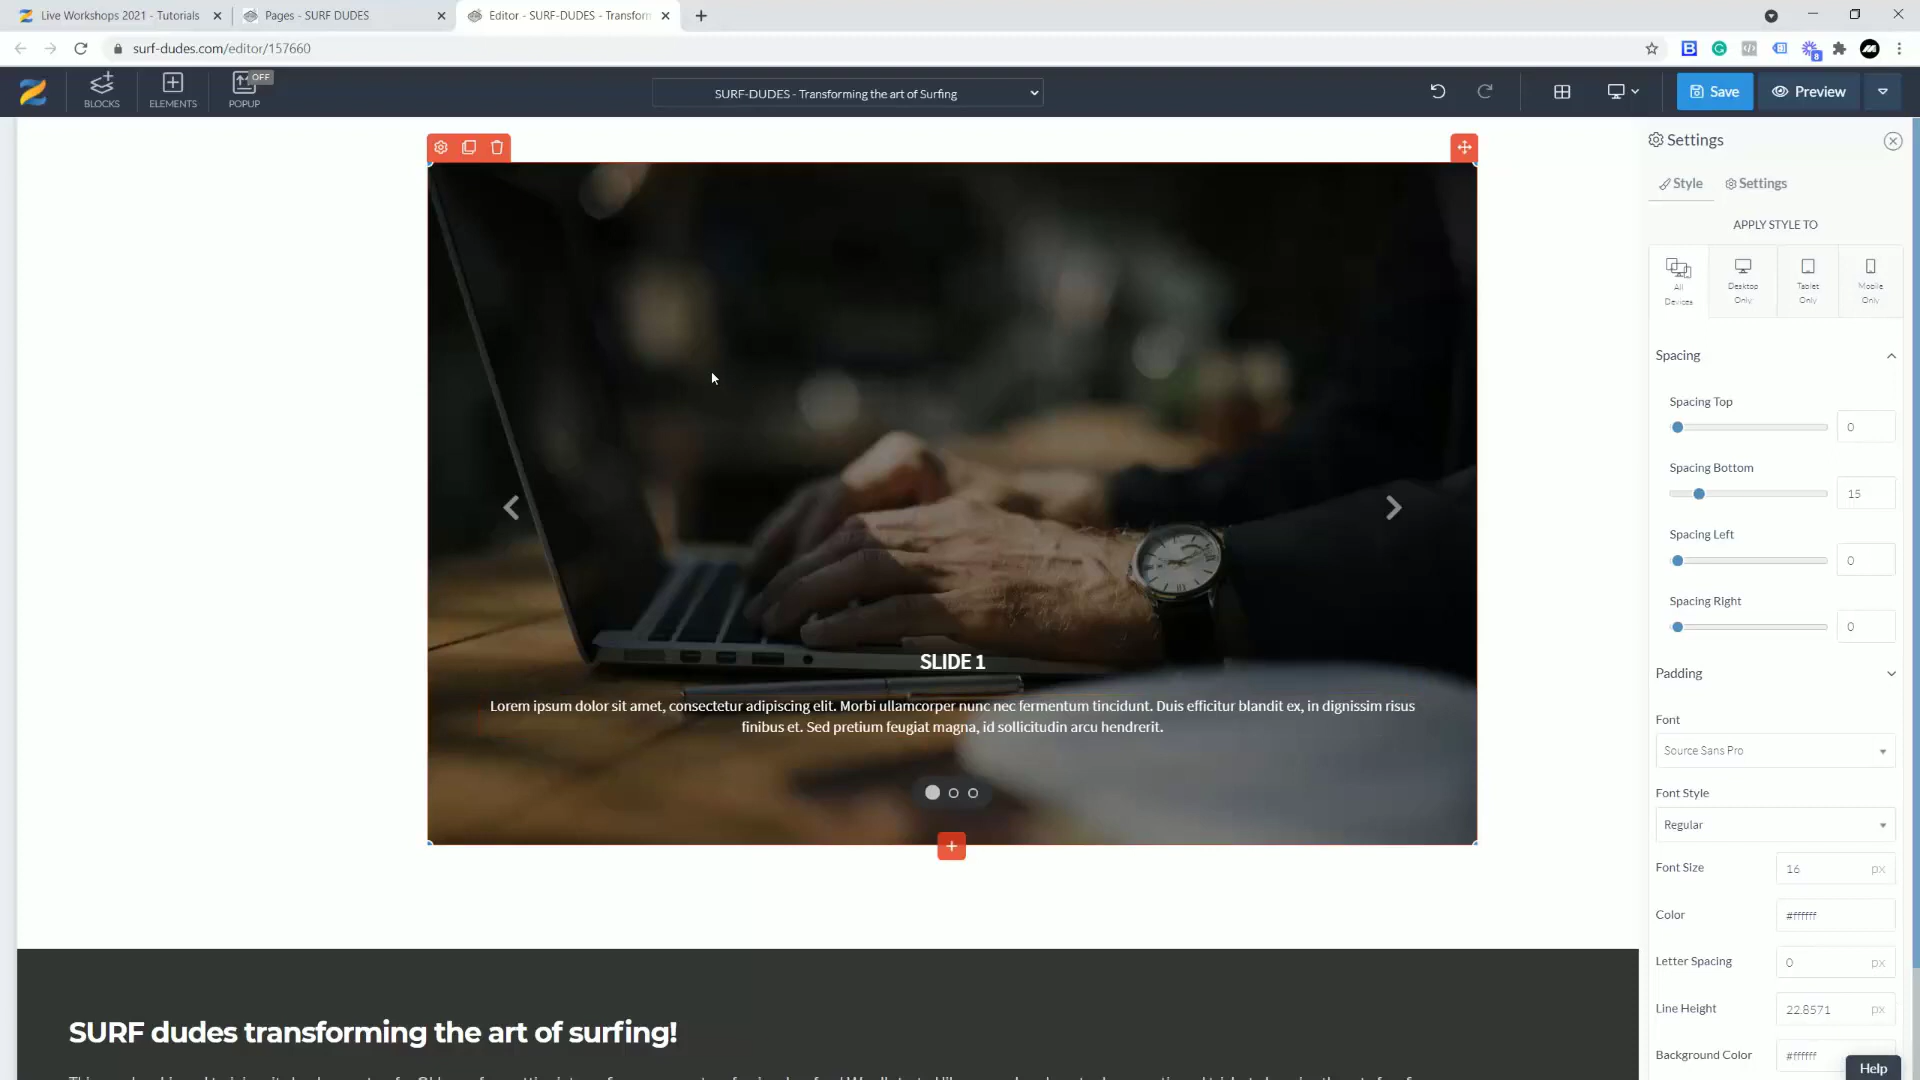 Live Workshops 2021 - Tutorials
Pages - SURF DUDES
Editor - SURF-DUDES - Transform
surf-dudes.com/editor/157660
8
BLOCKS
ELEMENTS
OFF
POPUP
SURF-DUDES - Transforming the art of Surfing
Save
Preview
Settings
Style
Settings
APPLY STYLE TO
All Devices
Desktop Only
Tablet Only
Mobile Only
Spacing
Spacing Top
0
Spacing Bottom
15
Spacing Left
0
Spacing Right
0
Padding
Font
Source Sans Pro
Font Style
Regular
Font Size
16 px
Color
#ffffff
Letter Spacing
0 px
Line Height
22.8571 px
Background Color
#ffffff
Help
SLIDE 1
Lorem ipsum dolor sit amet, consectetur adipiscing elit. Morbi ullamcorper nunc nec fermentum tincidunt. Duis efficitur blandit ex, in dignissim risus
finibus et. Sed pretium feugiat magna, id sollicitudin arcu hendrerit.
SURF dudes transforming the art of surfing!